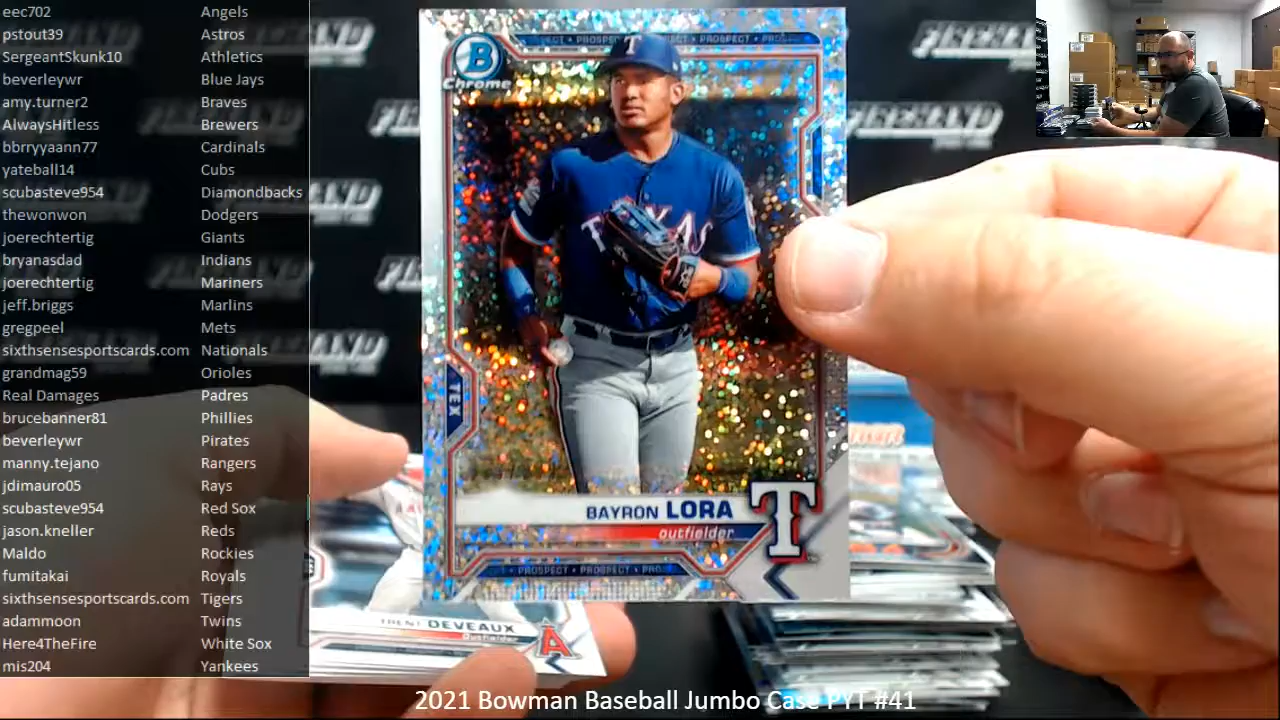 eec702 Angels
pstout39 Astros
SergeantSkunk10 Athletics
beverleywr Blue Jays
amy.turner2 Braves
AlwaysHitless Brewers
bbrryyaann77 Cardinals
yateball14 Cubs
scubasteve954 Diamondbacks
thewonwon Dodgers
joerechtertig Giants
bryanasdad Indians
joerechtertig Mariners
jeff.briggs Marlins
gregpeel Mets
sixthsensesportscards.com Nationals
grandmag59 Orioles
Real Damages Padres
brucebanner81 Phillies
beverleywr Pirates
manny.tejano Rangers
jdimauro05 Rays
scubasteve954 Red Sox
jason.kneller Reds
Maldo Rockies
fumitakai Royals
sixthsensesportscards.com Tigers
adammoon Twins
Here4TheFire White Sox
mis204 Yankees
PROSPECT • PROSPECT
B
Chrome
T
TEXAS
TEX
BAYRON LORA
outfielder
T
PROSPECT • PROSPECT
TRENT DEVEAUX
Outfielder
A
2021 Bowman Baseball Jumbo Case PYT #41